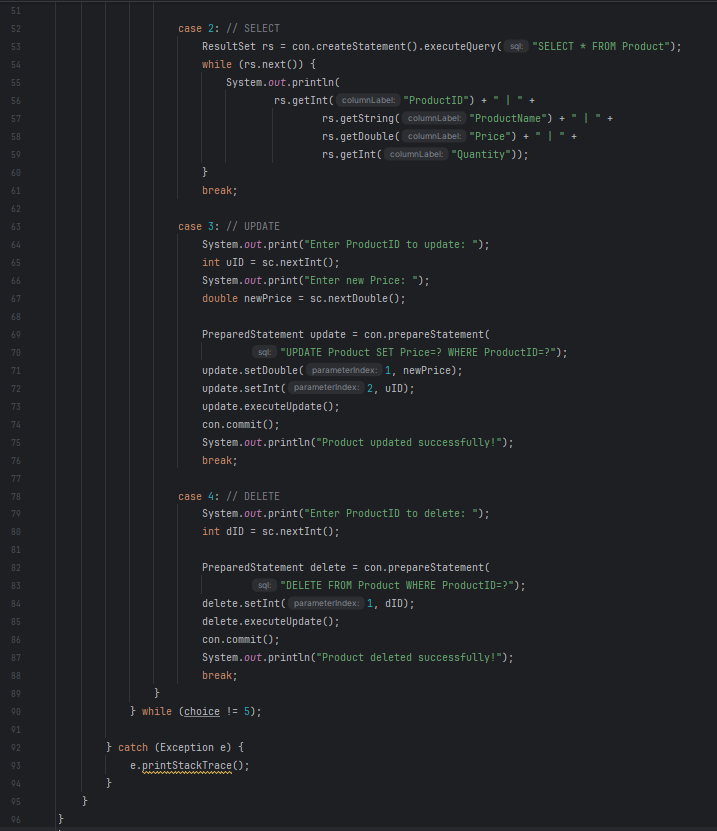 51
52 case 2: // SELECT
53 ResultSet rs = con.createStatement().executeQuery( sql: "SELECT * FROM Product");
54 while (rs.next()) {
55 System.out.println(
56 rs.getInt( columnLabel: "ProductID") + " | " +
57 rs.getString( columnLabel: "ProductName") + " | " +
58 rs.getDouble( columnLabel: "Price") + " | " +
59 rs.getInt( columnLabel: "Quantity"));
60 }
61 break;
62
63 case 3: // UPDATE
64 System.out.print("Enter ProductID to update: ");
65 int uID = sc.nextInt();
66 System.out.print("Enter new Price: ");
67 double newPrice = sc.nextDouble();
68
69 PreparedStatement update = con.prepareStatement(
70 sql: "UPDATE Product SET Price=? WHERE ProductID=?");
71 update.setDouble( parameterIndex: 1, newPrice);
72 update.setInt( parameterIndex: 2, uID);
73 update.executeUpdate();
74 con.commit();
75 System.out.println("Product updated successfully!");
76 break;
77
78 case 4: // DELETE
79 System.out.print("Enter ProductID to delete: ");
80 int dID = sc.nextInt();
81
82 PreparedStatement delete = con.prepareStatement(
83 sql: "DELETE FROM Product WHERE ProductID=?");
84 delete.setInt( parameterIndex: 1, dID);
85 delete.executeUpdate();
86 con.commit();
87 System.out.println("Product deleted successfully!");
88 break;
89 }
90 } while (choice != 5);
91
92 } catch (Exception e) {
93 e.printStackTrace();
94 }
95 }
96 }